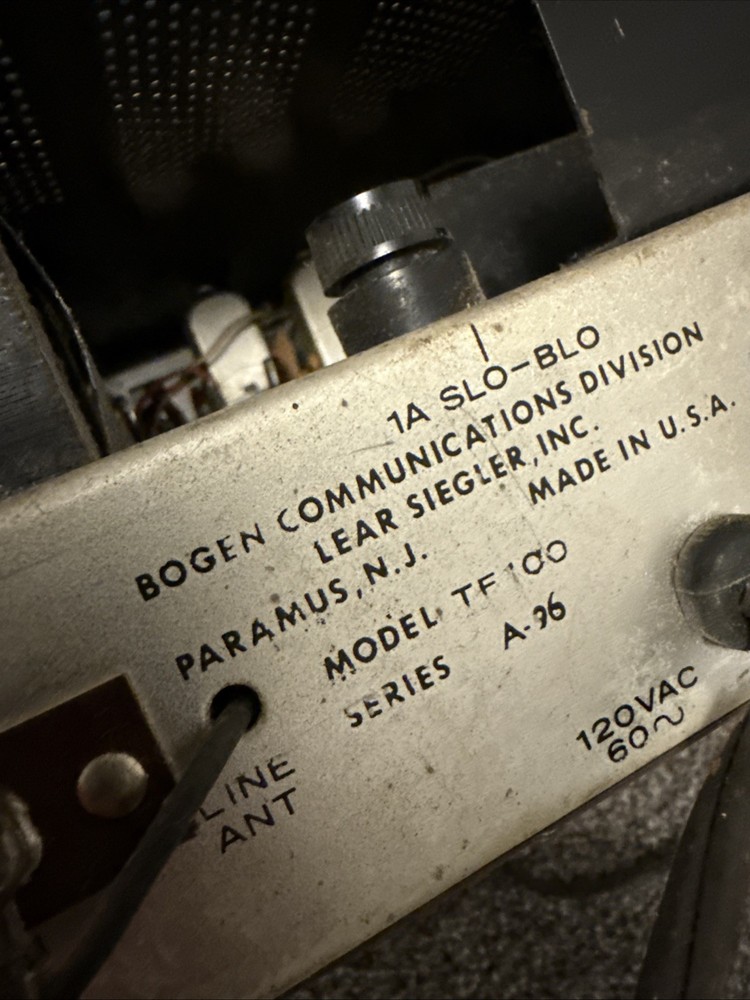 1A SLO-BLO
BOGEN COMMUNICATIONS DIVISION
LEAR SIEGLER, INC.
PARAMUS, N.J. MADE IN U.S.A.
MODEL TF100
SERIES A-96
120VAC
60~
LINE
ANT